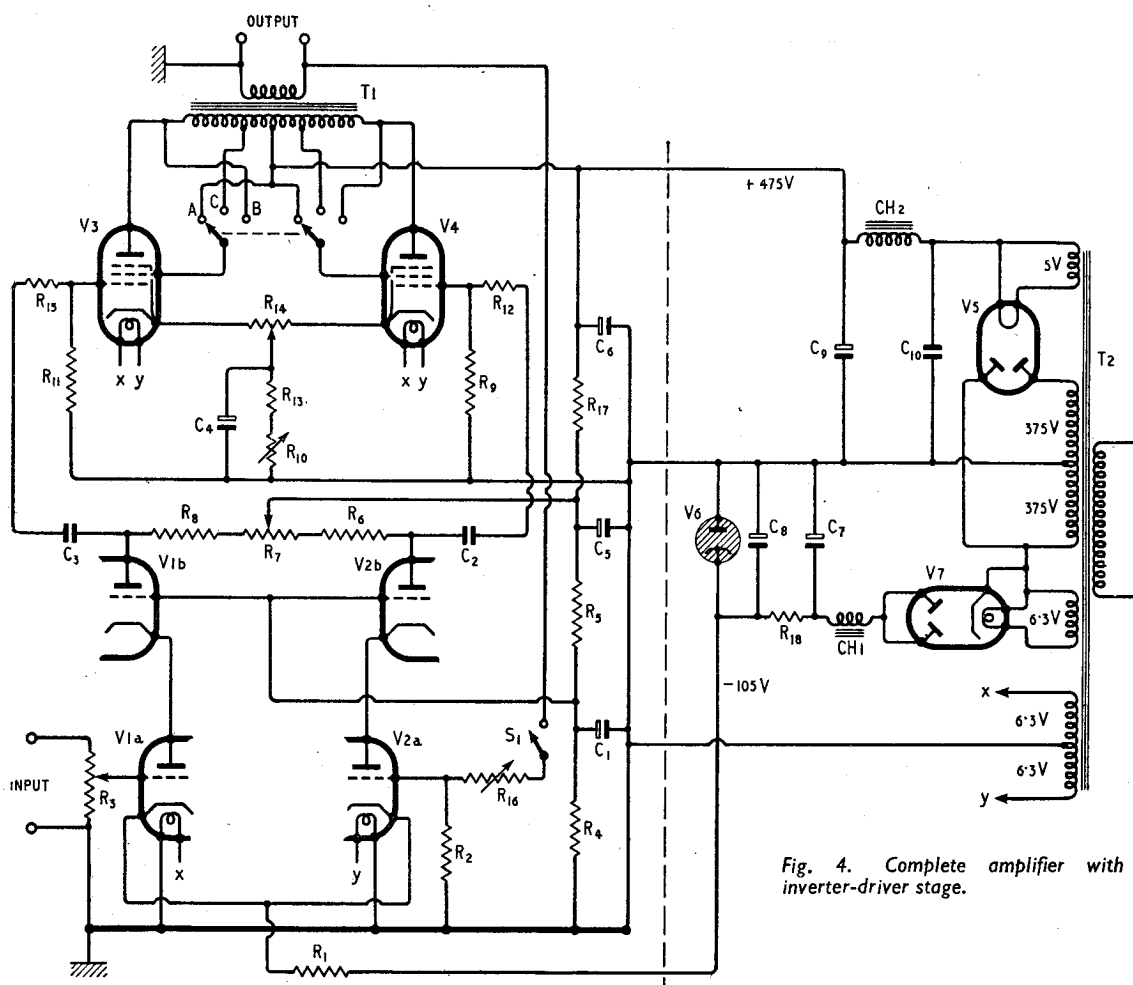 OUTPUT
T1
+ 475V
CH2
A
C
B
V3
V4
5V
V5
R15
R14
R12
C6
C9
C10
T2
x y
x y
R11
R13
R9
375V
C4
R17
R10
375V
R8
R6
V6
C8
C7
C3
R7
C2
C5
V1b
V2b
V7
R5
R18
6·3V
CH1
−105V
x
V1a
V2a
S1
C1
6·3V
INPUT
R3
R16
6·3V
y
R2
R4
x
y
Fig. 4. Complete amplifier with
inverter-driver stage.
R1